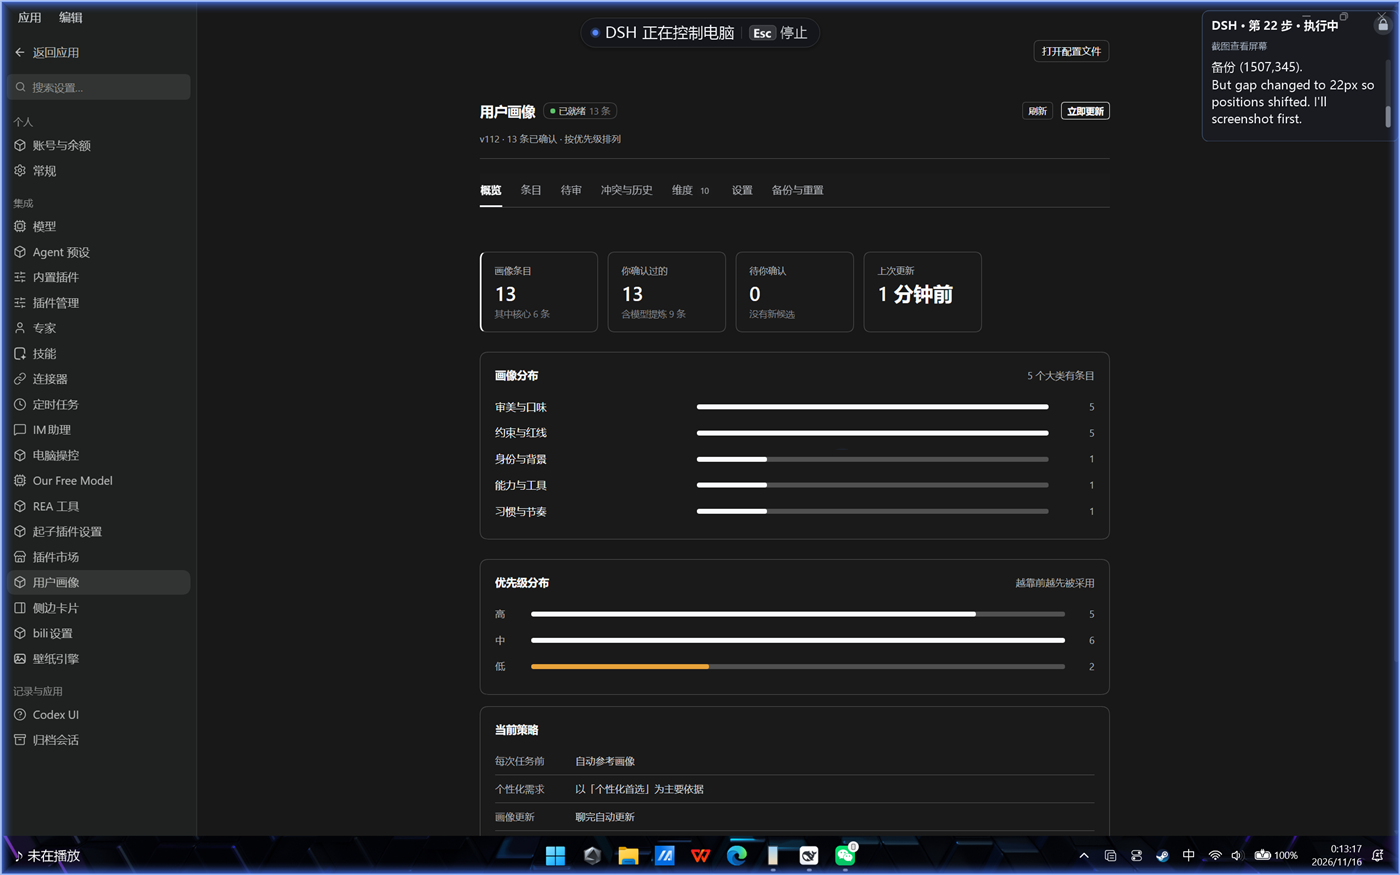 应用 编辑
返回应用
搜索设置...
个人
账号与余额
常规
集成
模型
Agent 预设
内置插件
插件管理
专家
技能
连接器
定时任务
IM 助理
电脑操控
Our Free Model
REA 工具
起子插件设置
插件市场
用户画像
侧边卡片
bili 设置
壁纸引擎
记录与应用
Codex UI
归档会话
DSH 正在控制电脑 Esc 停止
打开配置文件
用户画像 已就绪 13 条
刷新 立即更新
v112 · 13 条已确认 · 按优先级排列
概览 条目 待审 冲突与历史 维度 10 设置 备份与重置
画像条目
13
其中核心 6 条
你确认过的
13
含模型提炼 9 条
待你确认
0
没有新候选
上次更新
1 分钟前
画像分布 5 个大类有条目
审美与口味 5
约束与红线 5
身份与背景 1
能力与工具 1
习惯与节奏 1
优先级分布 越靠前越先被采用
高 5
中 6
低 2
当前策略
每次任务前 自动参考画像
个性化需求 以「个性化首选」为主要依据
画像更新 聊完自动更新
DSH • 第 22 步 • 执行中
截图查看屏幕
备份 (1507,345).
But gap changed to 22px so
positions shifted. I'll
screenshot first.
未在播放
0
中 100%
0:13:17
2026/11/16